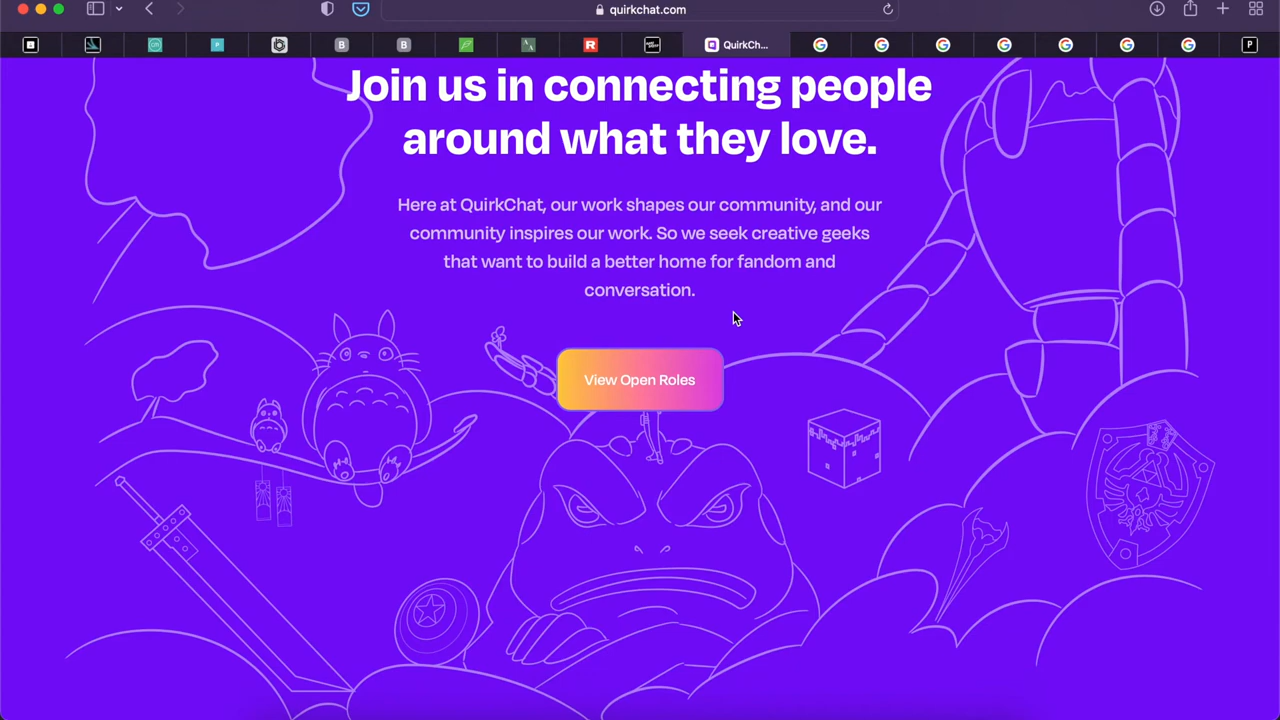 quirkchat.com
QuirkCh...
Join us in connecting people
around what they love.
Here at QuirkChat, our work shapes our community, and our
community inspires our work. So we seek creative geeks
that want to build a better home for fandom and
conversation.
View Open Roles